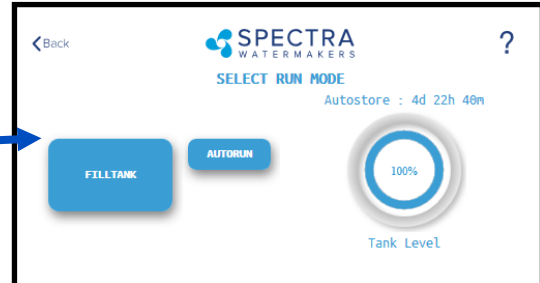 Back
SPECTRA
WATERMAKERS
?
SELECT RUN MODE
Autostore : 4d 22h 40m
FILLTANK
AUTORUN
100%
Tank Level